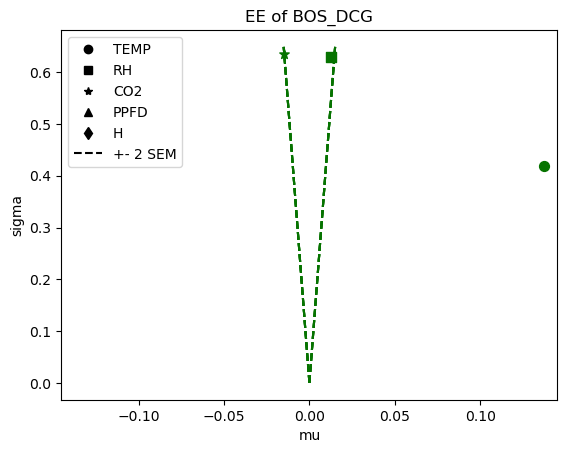 EE of BOS_DCG
TEMP
RH
CO2
PPFD
H
+- 2 SEM
sigma
0.6
0.5
0.4
0.3
0.2
0.1
0.0
−0.10
−0.05
0.00
0.05
0.10
mu